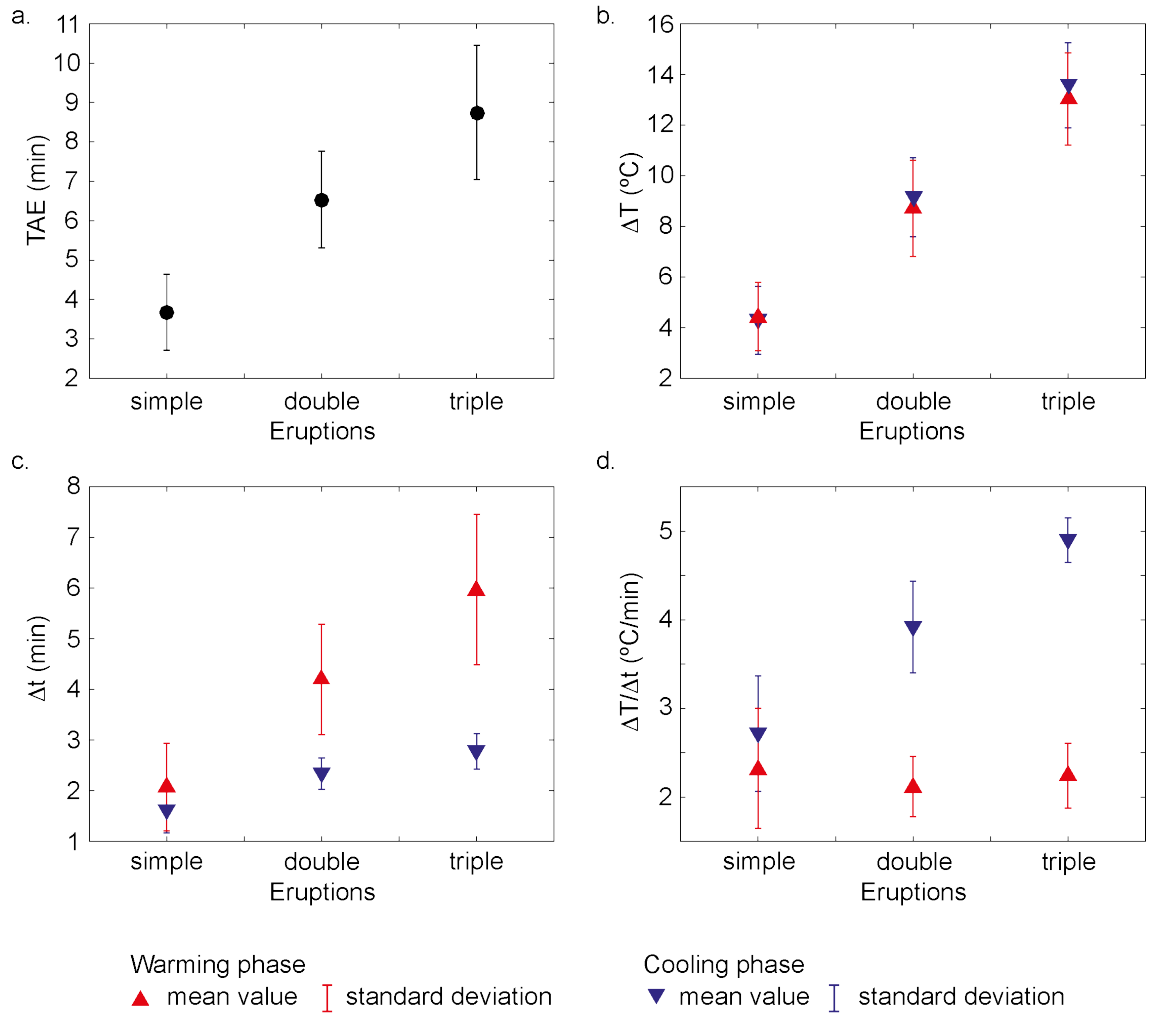 a.
11
10
9
8
7
6
5
4
3
2
TAE (min)
simple double triple
Eruptions
b.
16
14
12
10
8
6
4
2
ΔT (ºC)
simple double triple
Eruptions
c.
8
7
6
5
4
3
2
1
Δt (min)
simple double triple
Eruptions
d.
5
4
3
2
ΔT/Δt (ºC/min)
simple double triple
Eruptions
Warming phase
mean value standard deviation
Cooling phase
mean value standard deviation